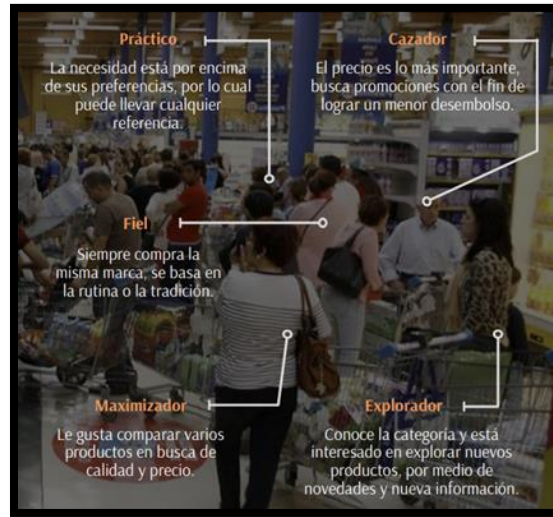 Práctico
La necesidad está por encima
de sus preferencias, por lo cual
puede llevar cualquier
referencia.
Cazador
El precio es lo más importante,
busca promociones con el fin de
lograr un menor desembolso.
Fiel
Siempre compra la
misma marca, se basa en
la rutina o la tradición.
Maximizador
Le gusta comparar varios
productos en busca de
calidad y precio.
Explorador
Conoce la categoría y está
interesado en explorar nuevos
productos, por medio de
novedades y nueva información.